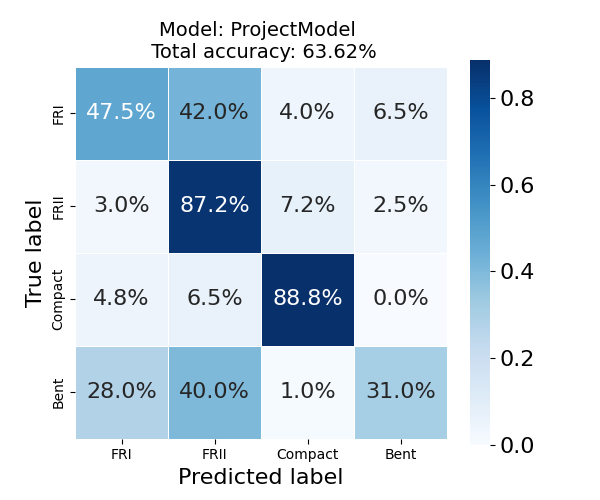 Model: ProjectModel
Total accuracy: 63.62%
FRI 47.5% 42.0% 4.0% 6.5%
FRII 3.0% 87.2% 7.2% 2.5%
Compact 4.8% 6.5% 88.8% 0.0%
Bent 28.0% 40.0% 1.0% 31.0%
True label
FRI FRII Compact Bent
Predicted label
0.8
0.6
0.4
0.2
0.0